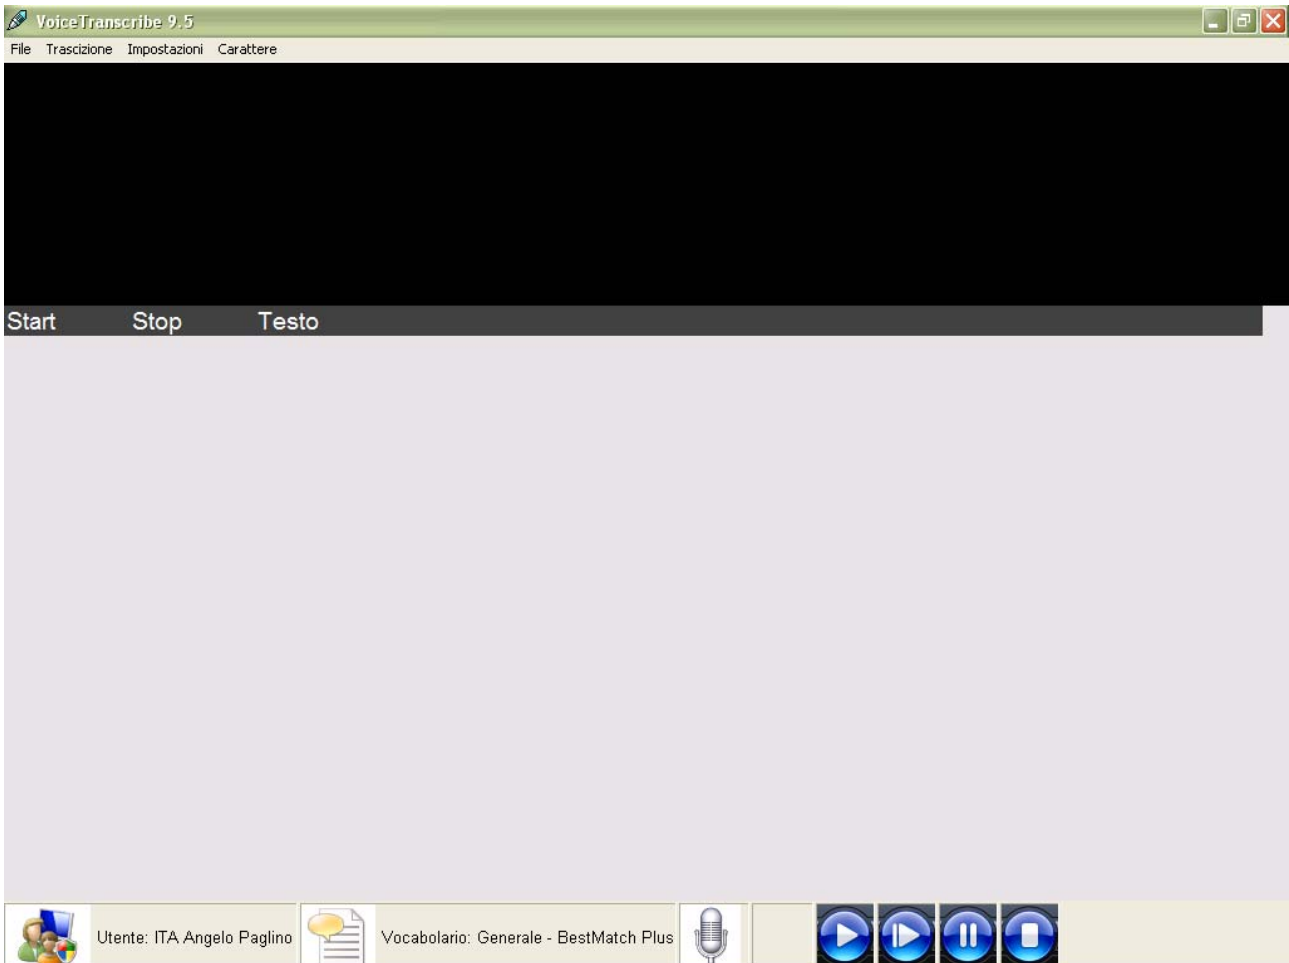 VoiceTranscribe 9.5
File Trascizione Impostazioni Carattere
Start Stop Testo
Utente: ITA Angelo Paglino Vocabolario: Generale - BestMatch Plus